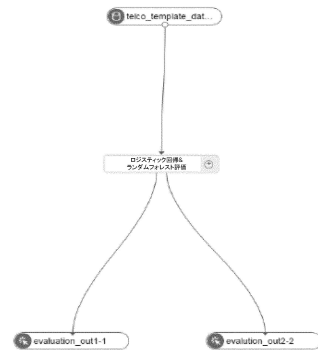 telco_template_dat...
ロジスティック回帰&
ランダムフォレスト評価
evaluation_out1-1
evalution_out2-2